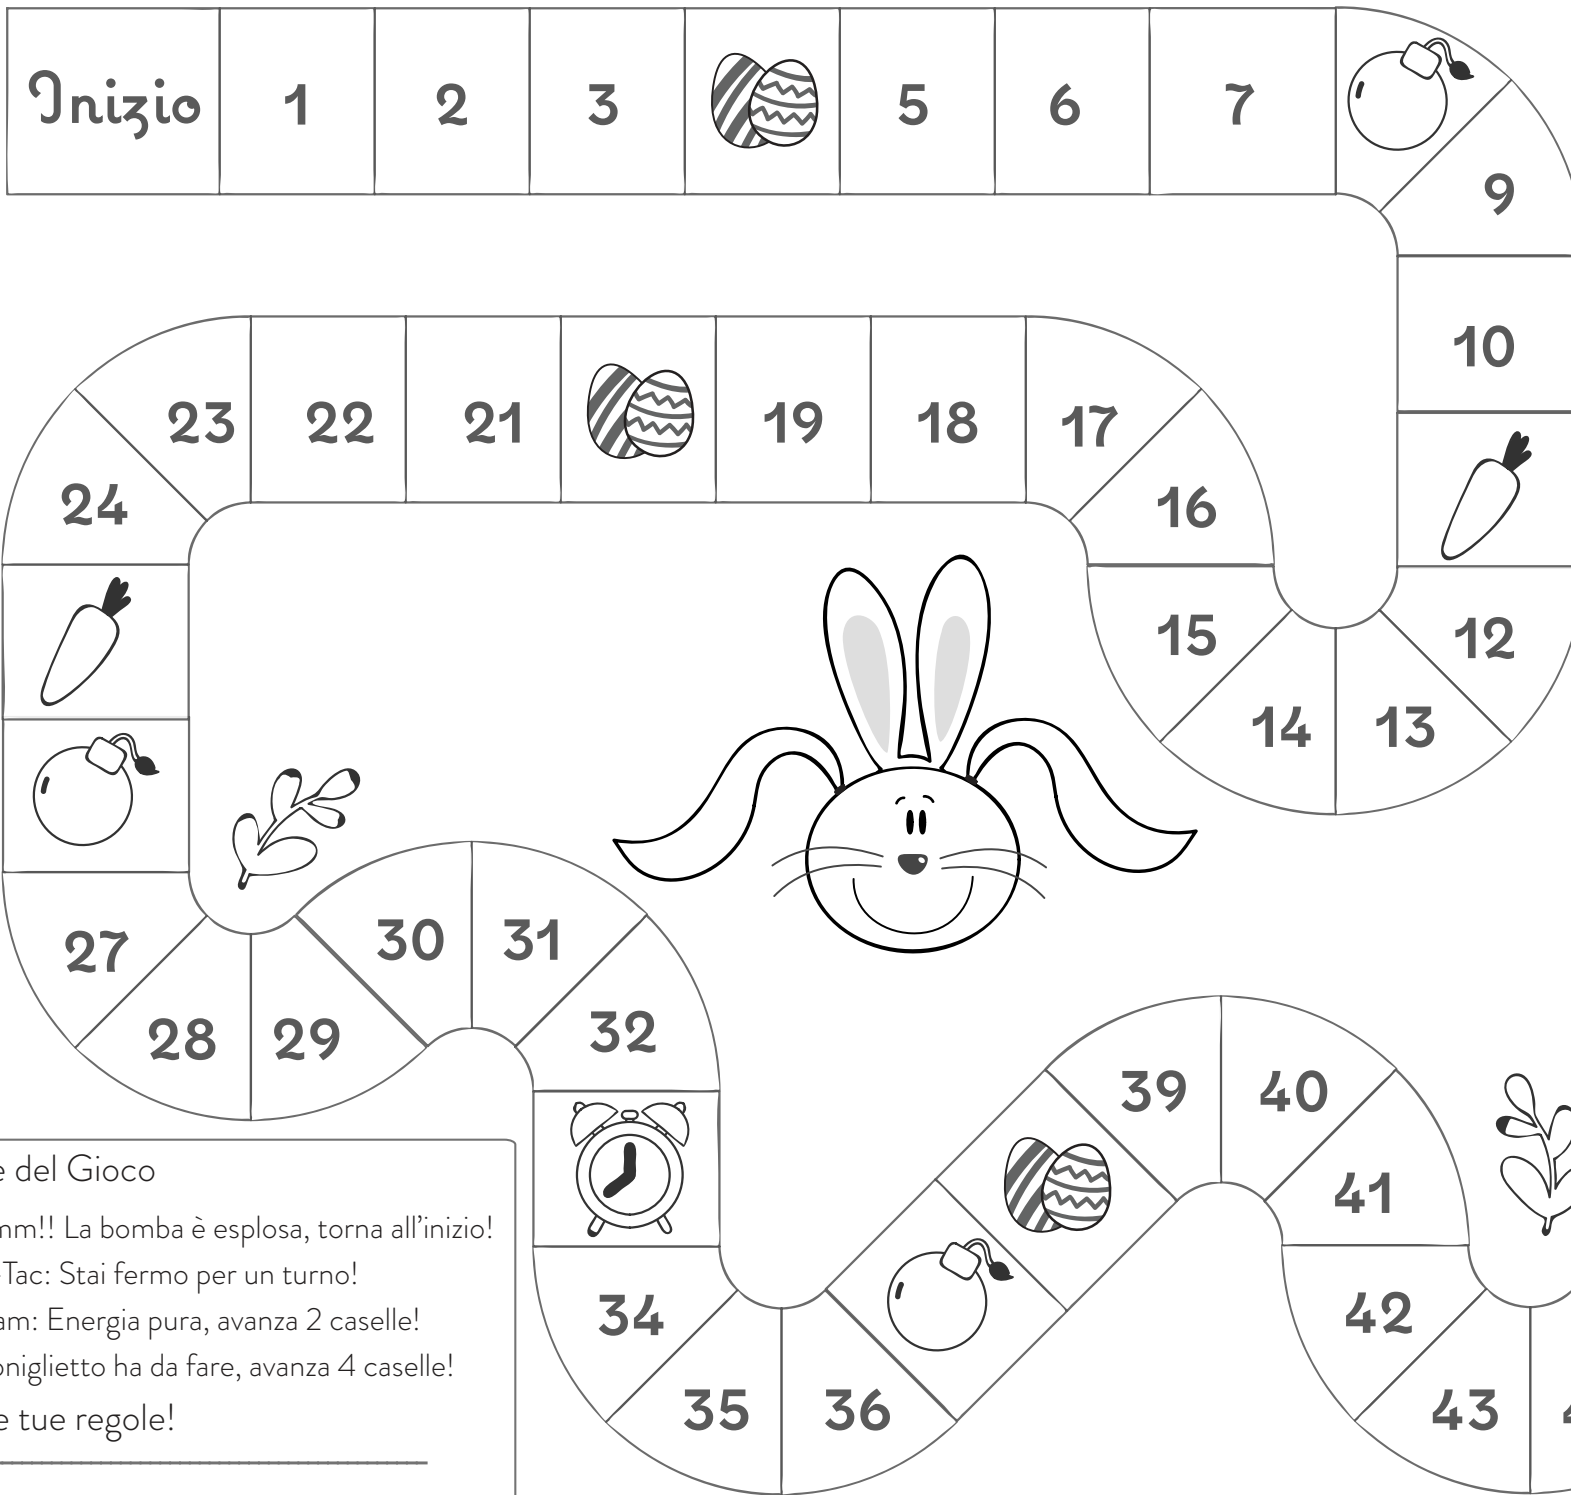 Inizio 1 2 3 5 6 7
9
10
23 22 21 19 18 17
24 16
15 12
14 13
27 30 31
28 29 32
39 40
41
34 42
35 36 43
del Gioco
La bomba è esplosa, torna all'inizio!
Tac: Stai fermo per un turno!
Energia pura, avanza 2 caselle!
ha da fare, avanza 4 caselle!
tue regole!